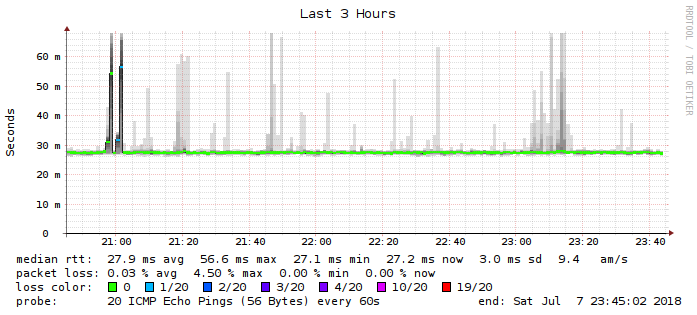 Last 3 Hours
RRDTOOL / TOBI OETIKER
Seconds
60 m
50 m
40 m
30 m
20 m
10 m
0
21:00 21:20 21:40 22:00 22:20 22:40 23:00 23:20 23:40
median rtt: 27.9 ms avg 56.6 ms max 27.1 ms min 27.2 ms now 3.0 ms sd 9.4 am/s
packet loss: 0.03 % avg 4.50 % max 0.00 % min 0.00 % now
loss color: 0 1/20 2/20 3/20 4/20 10/20 19/20
probe: 20 ICMP Echo Pings (56 Bytes) every 60s end: Sat Jul 7 23:45:02 2018